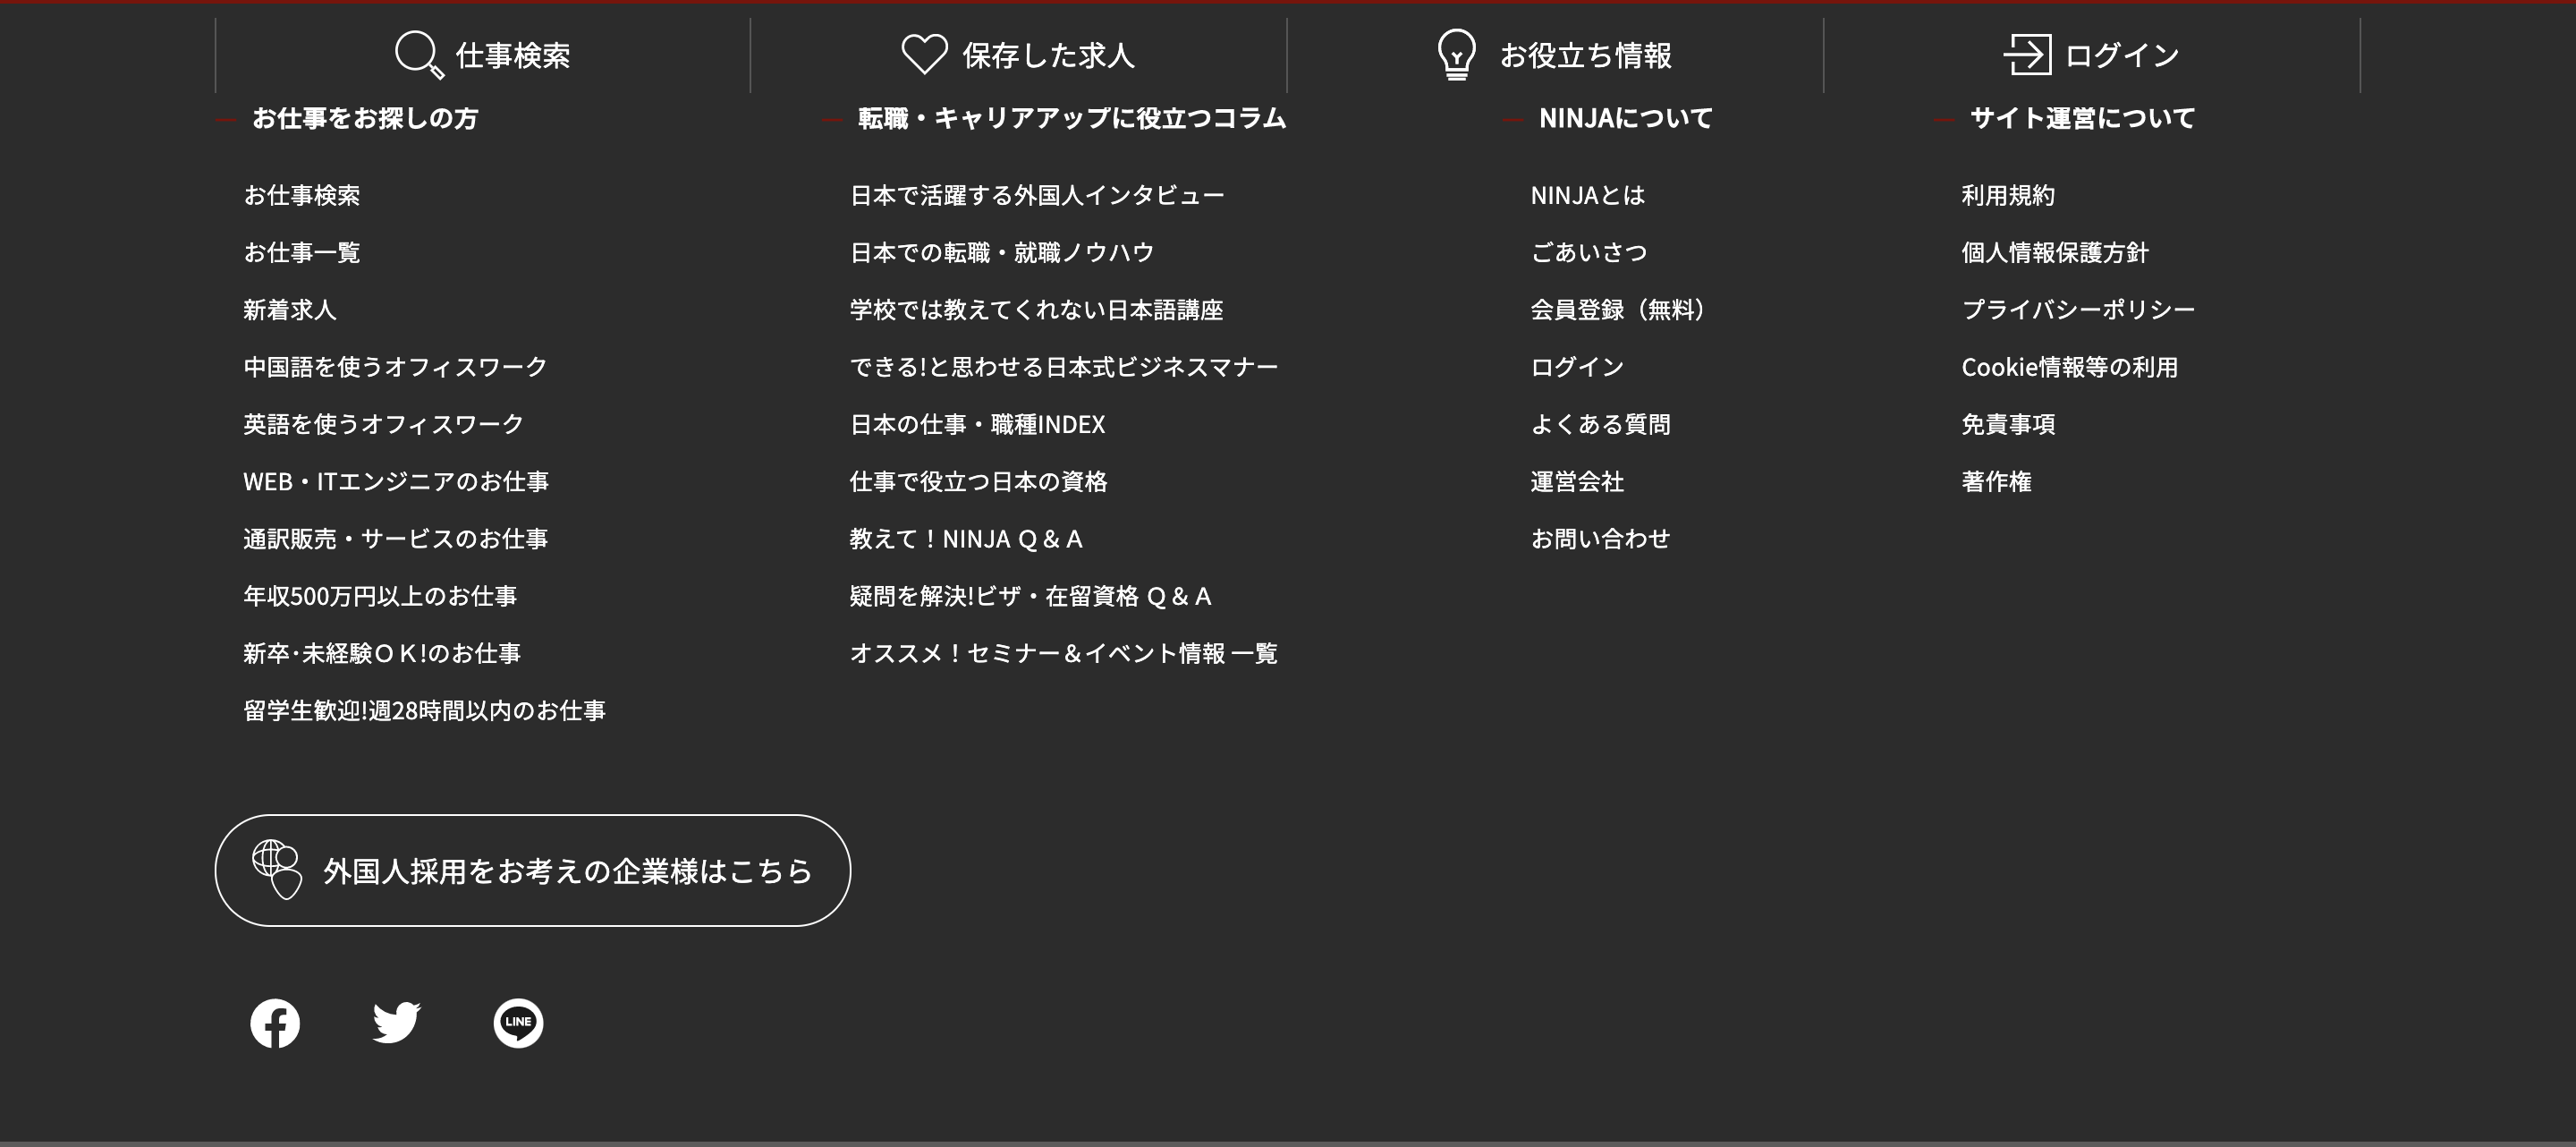 仕事検索
保存した求人
お役立ち情報
ログイン
お仕事をお探しの方
お仕事検索
お仕事一覧
新着求人
中国語を使うオフィスワーク
英語を使うオフィスワーク
WEB・ITエンジニアのお仕事
通訳販売・サービスのお仕事
年収500万円以上のお仕事
新卒･未経験ＯＫ!のお仕事
留学生歓迎!週28時間以内のお仕事
転職・キャリアアップに役立つコラム
日本で活躍する外国人インタビュー
日本での転職・就職ノウハウ
学校では教えてくれない日本語講座
できる!と思わせる日本式ビジネスマナー
日本の仕事・職種INDEX
仕事で役立つ日本の資格
教えて！NINJA Ｑ＆Ａ
疑問を解決!ビザ・在留資格 Ｑ＆Ａ
オススメ！セミナー＆イベント情報 一覧
NINJAについて
NINJAとは
ごあいさつ
会員登録（無料）
ログイン
よくある質問
運営会社
お問い合わせ
サイト運営について
利用規約
個人情報保護方針
プライバシーポリシー
Cookie情報等の利用
免責事項
著作権
外国人採用をお考えの企業様はこちら
LINE